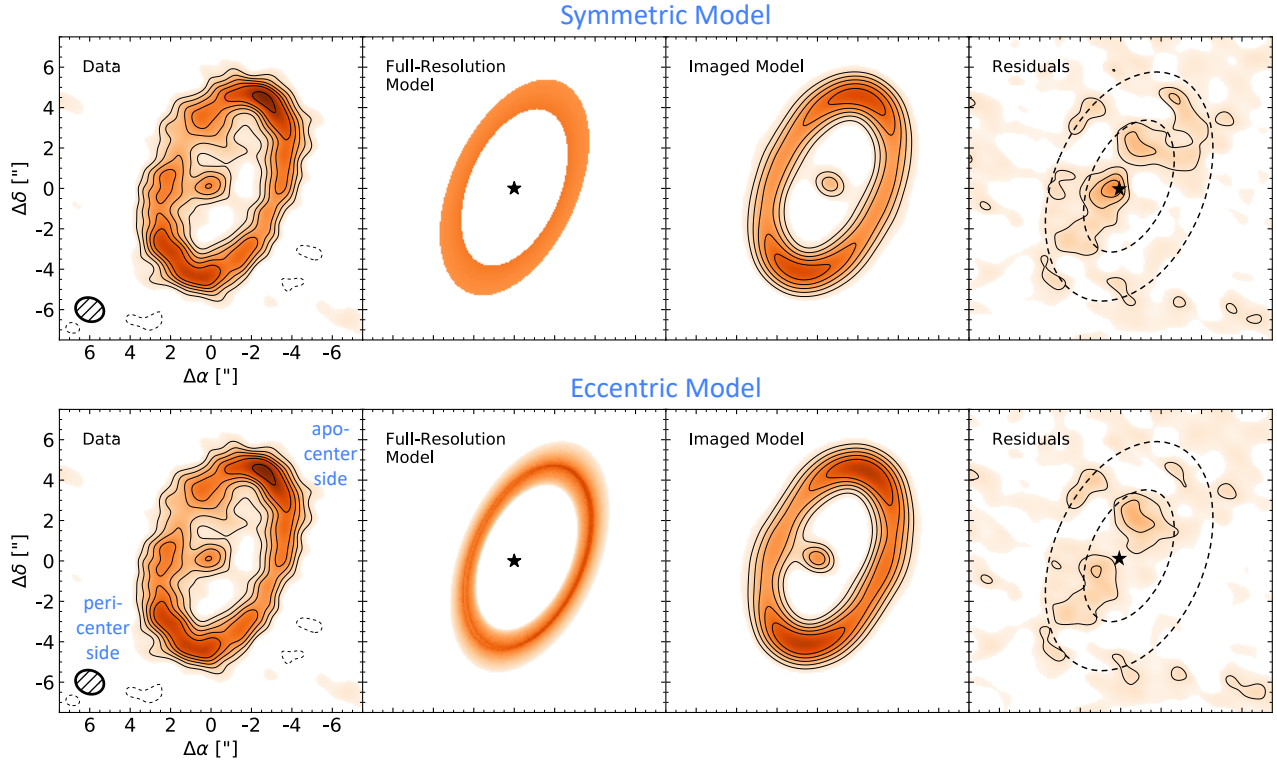 Symmetric Model
Data
Full-Resolution
Model
Imaged Model
Residuals
6
4
2
0
-2
-4
-6
Δδ ["]
6 4 2 0 -2 -4 -6
Δα ["]
Eccentric Model
Data
apo-
center
side
Full-Resolution
Model
Imaged Model
Residuals
6
4
2
0
-2
-4
-6
Δδ ["]
peri-
center
side
6 4 2 0 -2 -4 -6
Δα ["]